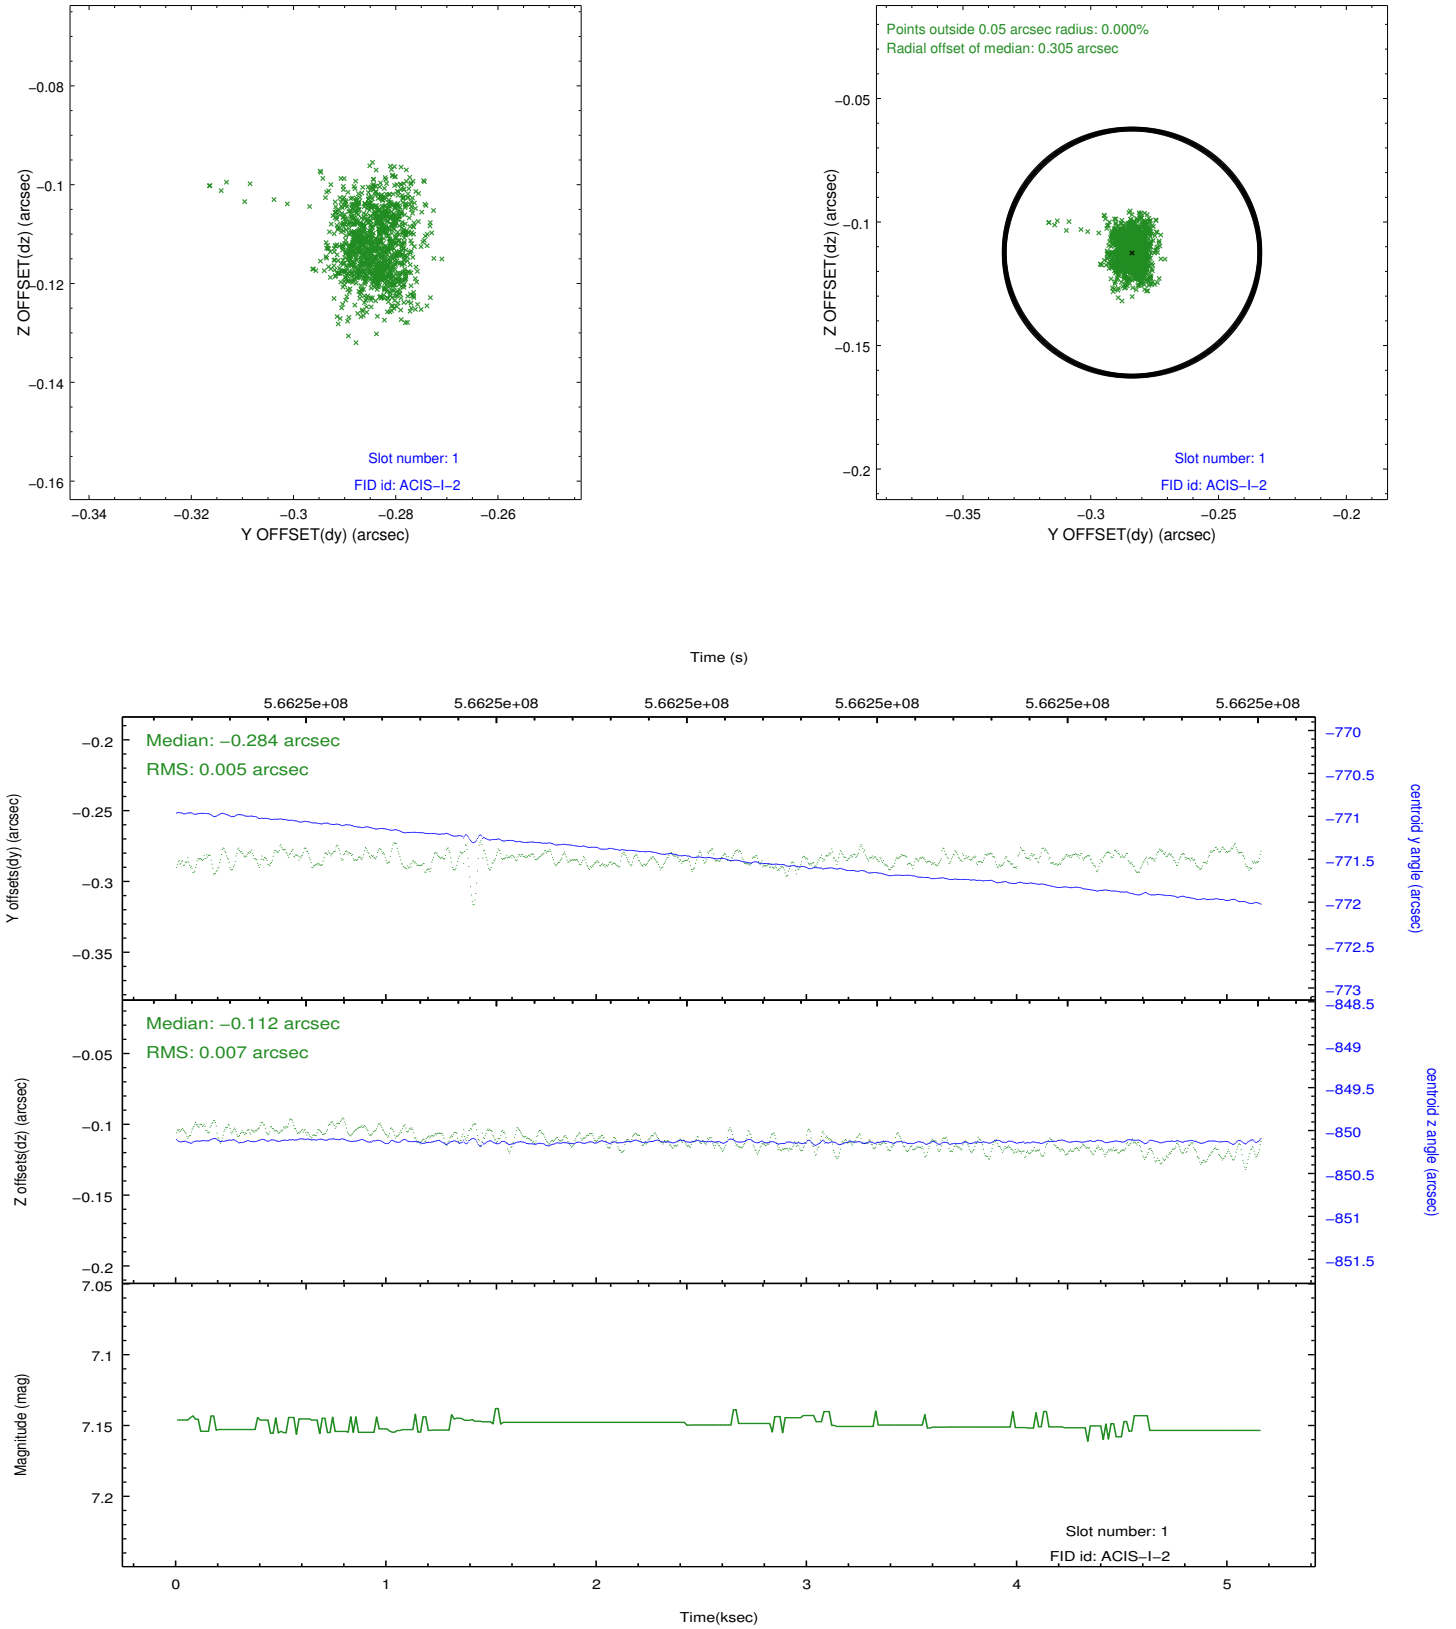 −0.08
−0.1
−0.12
−0.14
−0.16
Z OFFSET(dz) (arcsec)
Slot number: 1
FID id: ACIS−I−2
−0.34
−0.32
−0.3
−0.28
−0.26
Y OFFSET(dy) (arcsec)
Points outside 0.05 arcsec radius: 0.000%
Radial offset of median: 0.305 arcsec
−0.05
−0.1
−0.15
−0.2
Z OFFSET(dz) (arcsec)
Slot number: 1
FID id: ACIS−I−2
−0.35
−0.3
−0.25
−0.2
Y OFFSET(dy) (arcsec)
Time (s)
5.6625e+08
5.6625e+08
5.6625e+08
5.6625e+08
5.6625e+08
5.6625e+08
Median: −0.284 arcsec
RMS: 0.005 arcsec
−0.2
−0.25
−0.3
−0.35
Y offsets(dy) (arcsec)
−770
−770.5
−771
−771.5
−772
−772.5
−773
centroid y angle (arcsec)
Median: −0.112 arcsec
RMS: 0.007 arcsec
−0.05
−0.1
−0.15
−0.2
Z offsets(dz) (arcsec)
−848.5
−849
−849.5
−850
−850.5
−851
−851.5
centroid z angle (arcsec)
7.05
7.1
7.15
7.2
Magnitude (mag)
Slot number: 1
FID id: ACIS−I−2
0
1
2
3
4
5
Time(ksec)